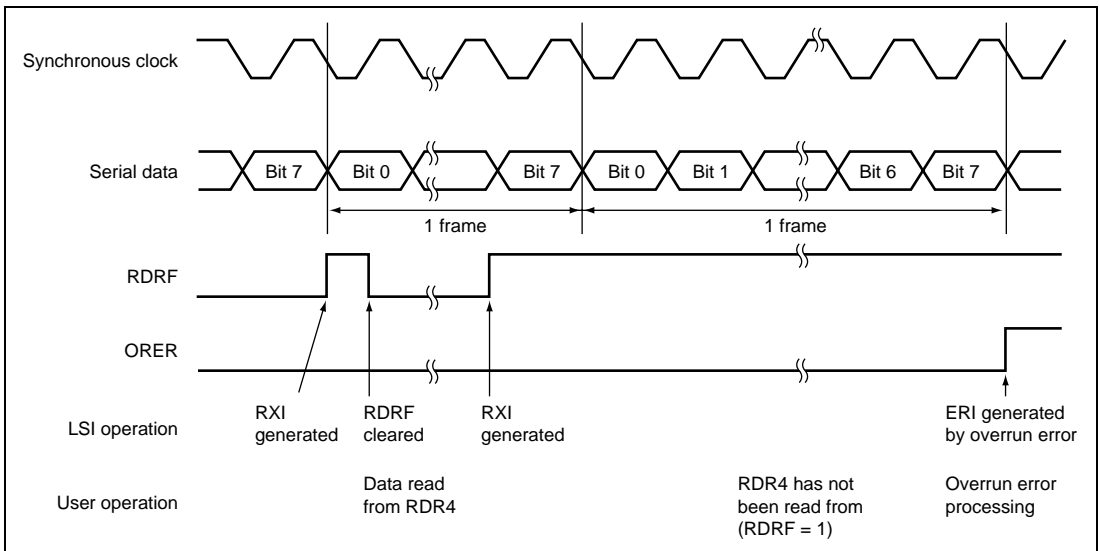 Synchronous clock
Serial data
Bit 7
Bit 0
Bit 7
Bit 0
Bit 1
Bit 6
Bit 7
1 frame
1 frame
RDRF
ORER
LSI operation
RXI
generated
RDRF
cleared
RXI
generated
ERI generated
by overrun error
User operation
Data read
from RDR4
RDR4 has not
been read from
(RDRF = 1)
Overrun error
processing